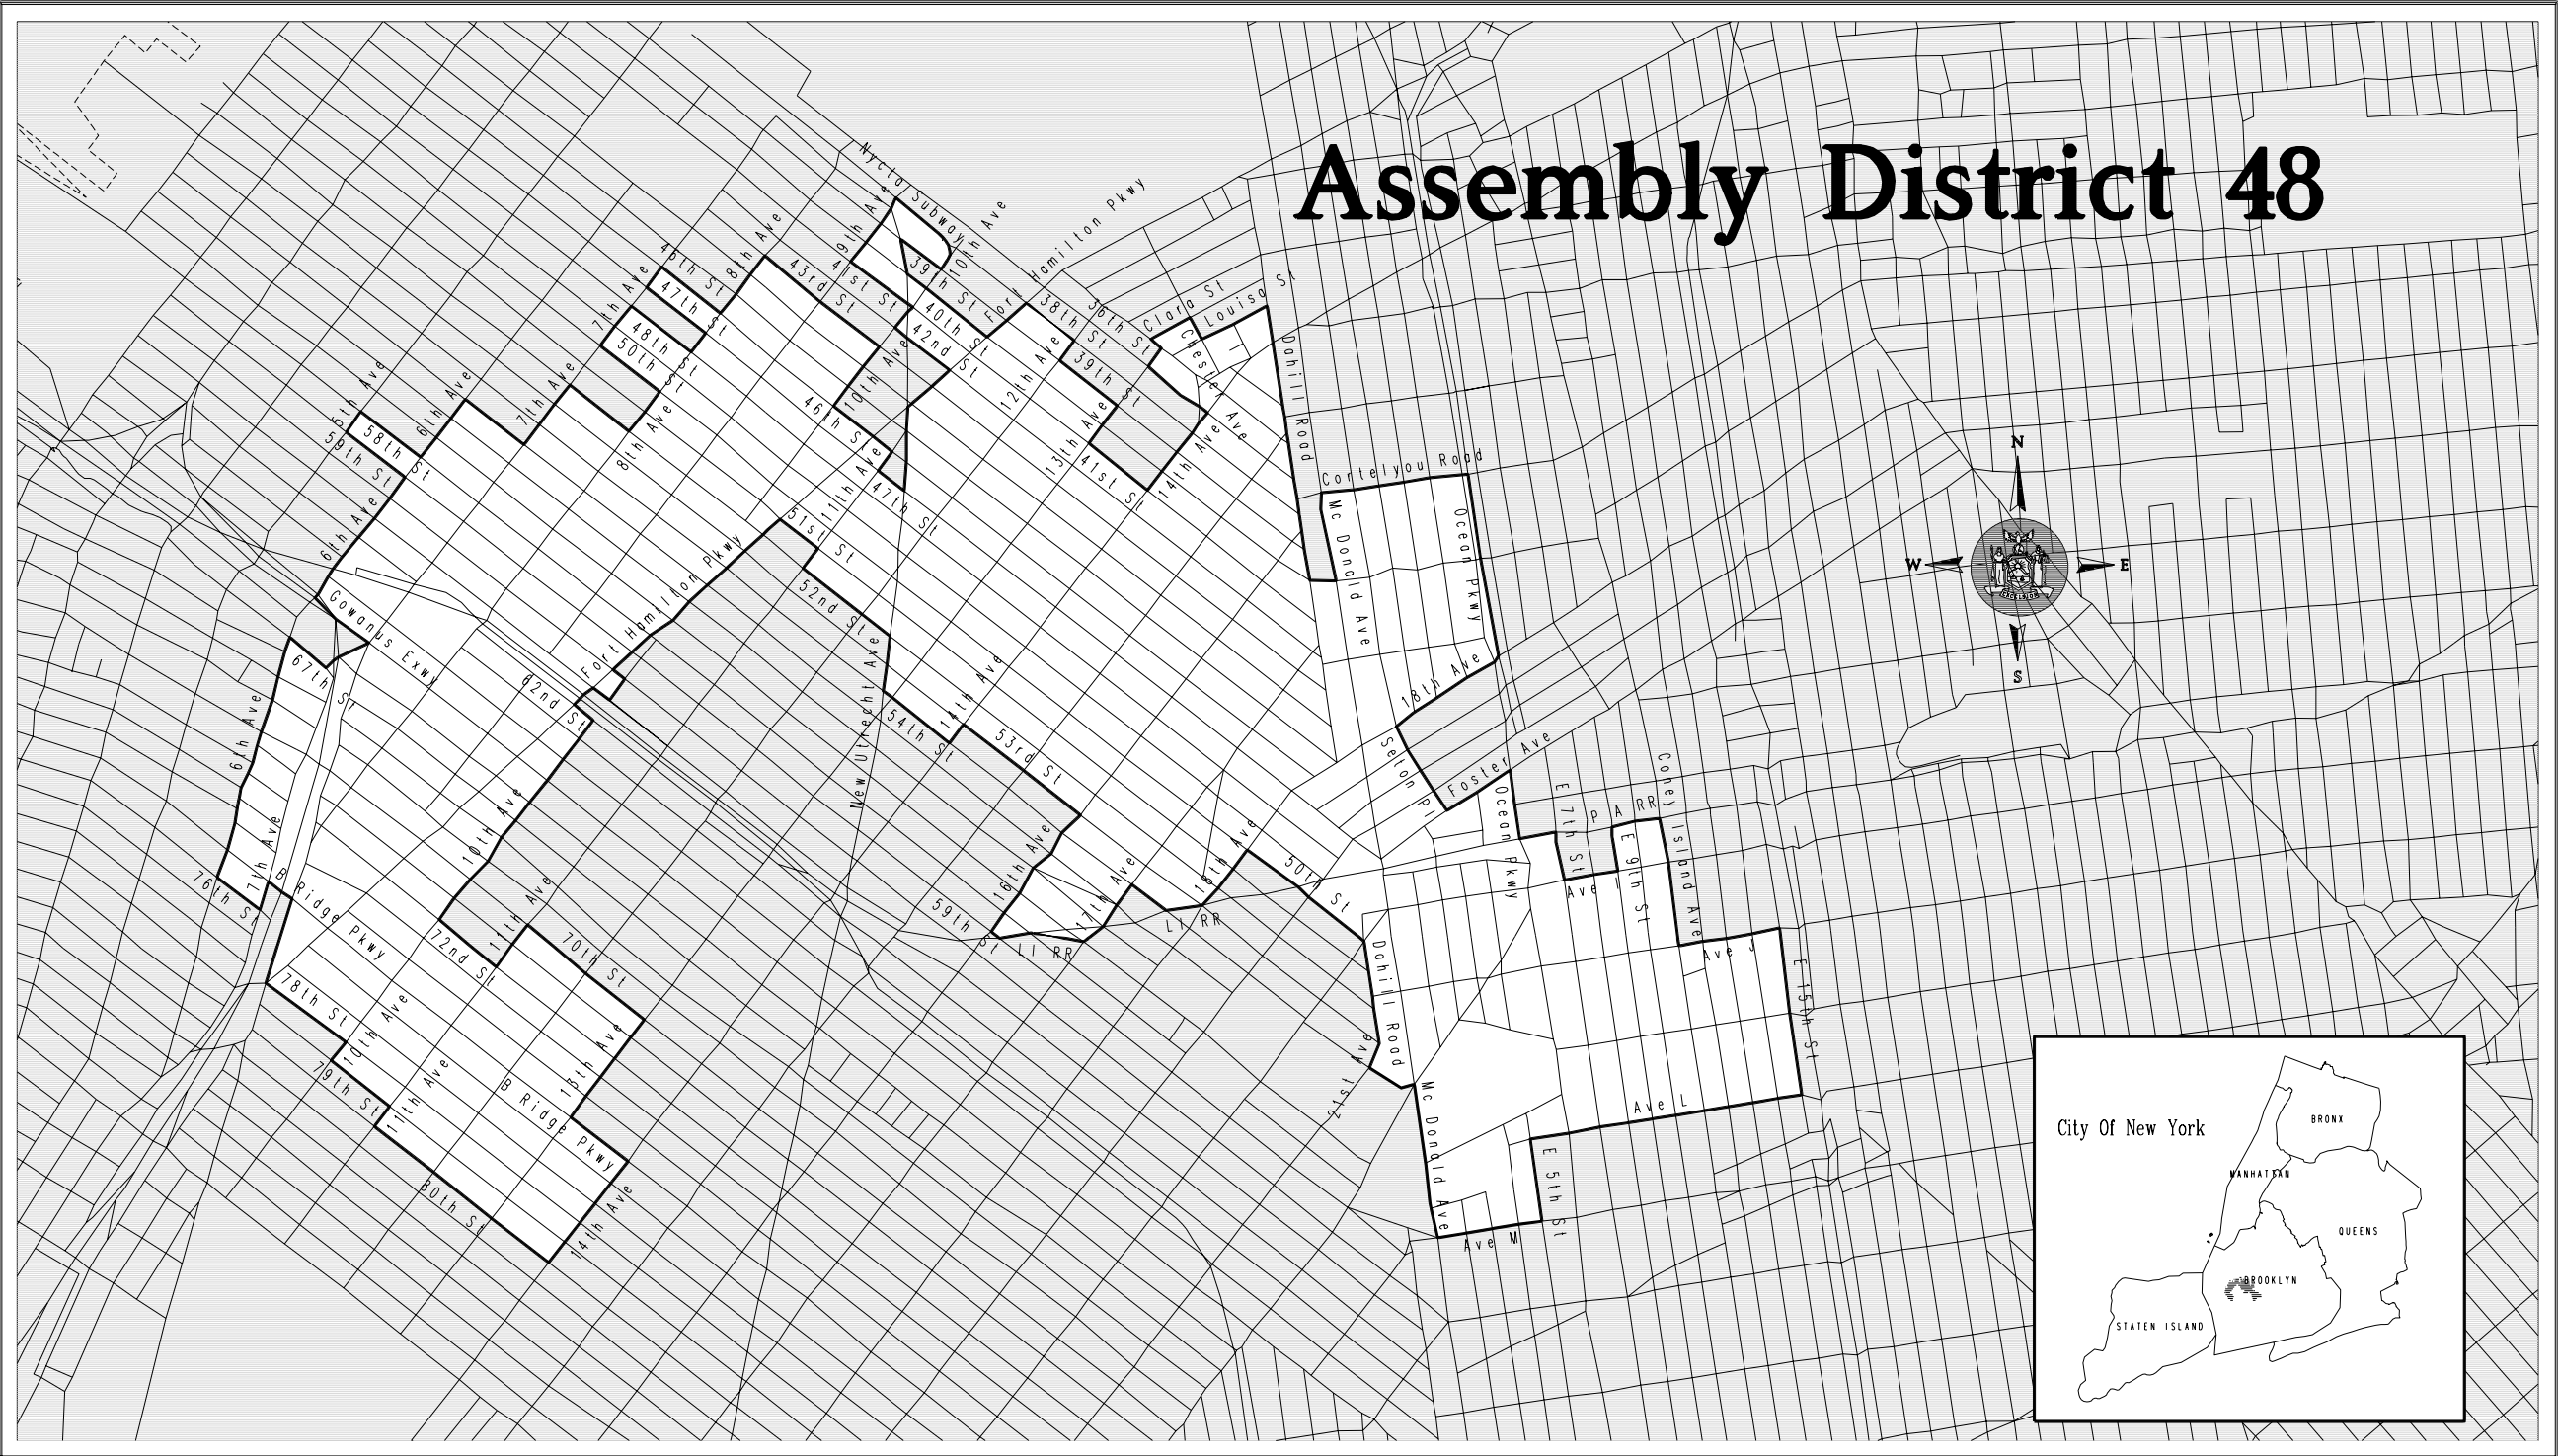 Assembly District 48
Nycta Subway
9th Ave
10th Ave
Fort Hamilton Pkwy
8th Ave
45th St
47th St
7th Ave
48th St
50th St
43rd St
41st St
39th St
40th St
42nd St
38th St
36th St
Clara St
Louisa St
Chester Ave
Dahill Road
12th Ave
39th St
13th Ave
41st St
14th Ave
10th Ave
46th St
11th Ave
47th St
5th Ave
6th Ave
7th Ave
8th Ave
58th St
59th St
6th Ave
Cortelyou Road
Mc Donald Ave
Ocean Pkwy
18th Ave
N
W
E
S
EXCELSIOR
Gowanus Expwy
67th St
6th Ave
62nd St
Fort Hamilton Pkwy
51st St
52nd St
New Utrecht Ave
54th St
14th Ave
53rd St
Seton Pl
Foster Ave
Ocean Pkwy
E 7th St
P A RR
Coney Island Ave
E 9th St
Ave I
Ave J
E 15th St
10th Ave
7th Ave
76th St
B Ridge Pkwy
72nd St
11th Ave
70th St
59th St
16th Ave
LI RR
17th Ave
LI RR
18th Ave
50th St
Dahill Road
21st Ave
78th St
10th Ave
79th St
11th Ave
13th Ave
B Ridge Pkwy
80th St
14th Ave
Mc Donald Ave
Ave L
E 5th St
Ave M
City Of New York
BRONX
MANHATTAN
QUEENS
BROOKLYN
STATEN ISLAND